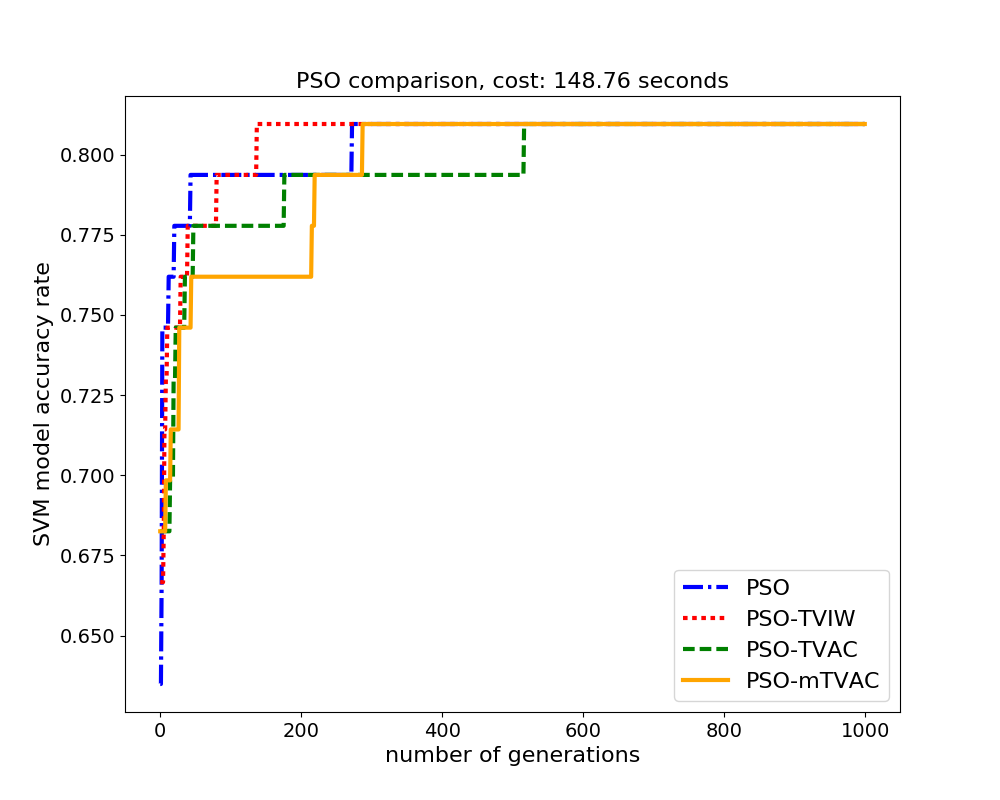 PSO comparison, cost: 148.76 seconds
SVM model accuracy rate
0.800
0.775
0.750
0.725
0.700
0.675
0.650
0 200 400 600 800 1000
number of generations
PSO
PSO-TVIW
PSO-TVAC
PSO-mTVAC